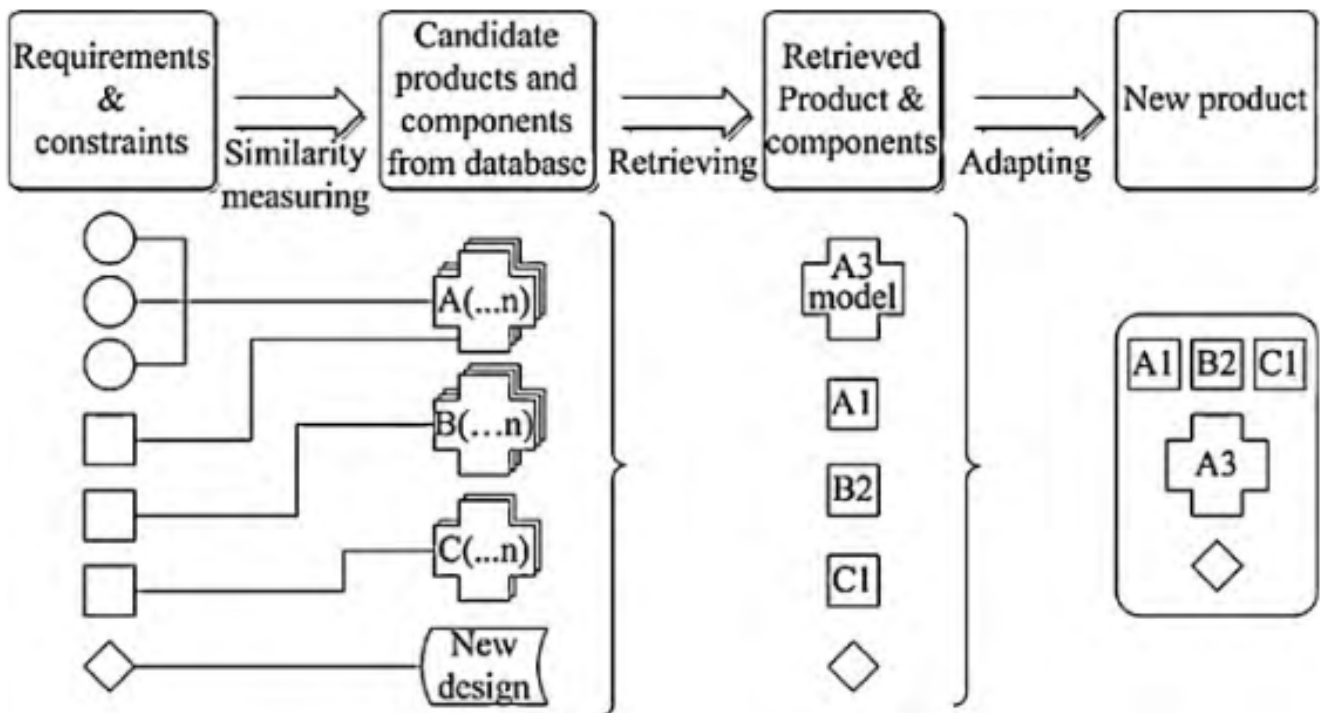 Requirements
&
constraints
Similarity
measuring
Candidate
products and
components
from database
Retrieving
Retrieved
Product &
components
Adapting
New product
A(...n)
B(...n)
C(...n)
New
design
A3
model
A1
B2
C1
A1 B2 C1
A3